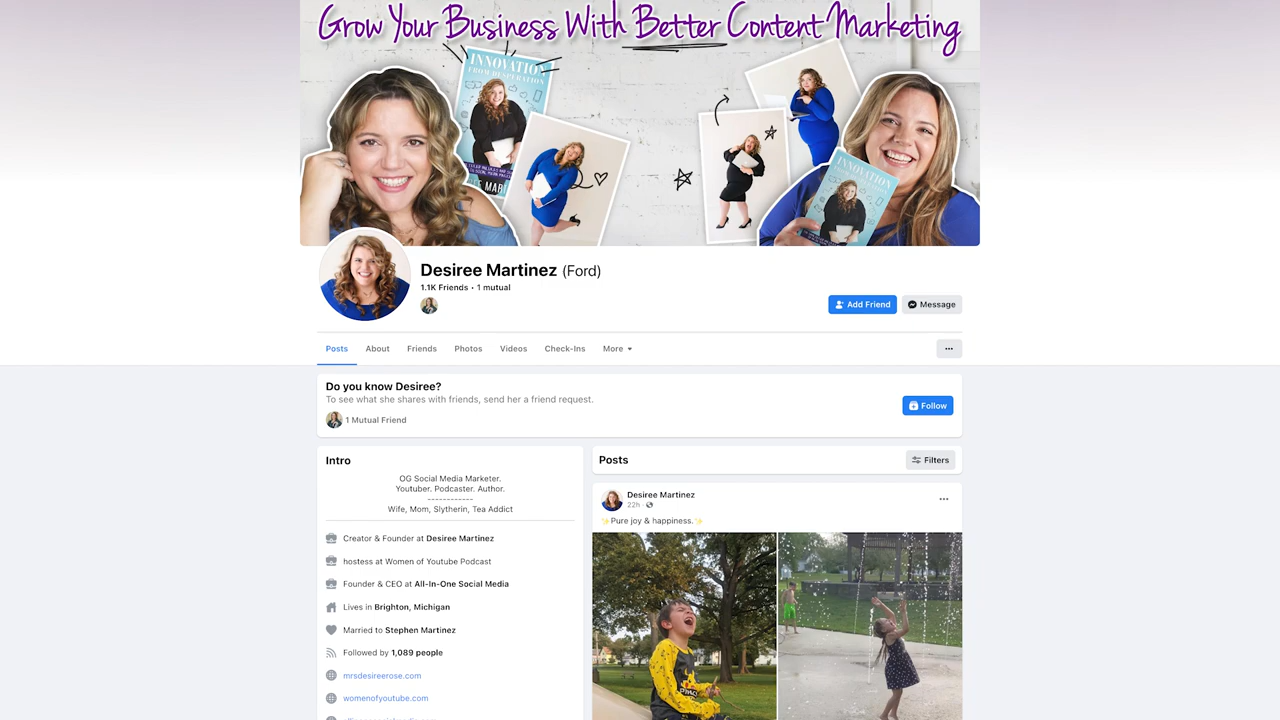 Grow Your Business With Better Content Marketing
INNOVATION
FROM DESPERATION
INNOVATION
Desiree Martinez (Ford)
1.1K Friends • 1 mutual
Add Friend
Message
Posts
About
Friends
Photos
Videos
Check-Ins
More
Do you know Desiree?
To see what she shares with friends, send her a friend request.
1 Mutual Friend
Follow
Intro
OG Social Media Marketer.
Youtuber. Podcaster. Author.
------------
Wife, Mom, Slytherin, Tea Addict
Creator & Founder at Desiree Martinez
hostess at Women of Youtube Podcast
Founder & CEO at All-In-One Social Media
Lives in Brighton, Michigan
Married to Stephen Martinez
Followed by 1,089 people
mrsdesireerose.com
womenofyoutube.com
Posts
Filters
Desiree Martinez
22h ·
✨Pure joy & happiness.✨